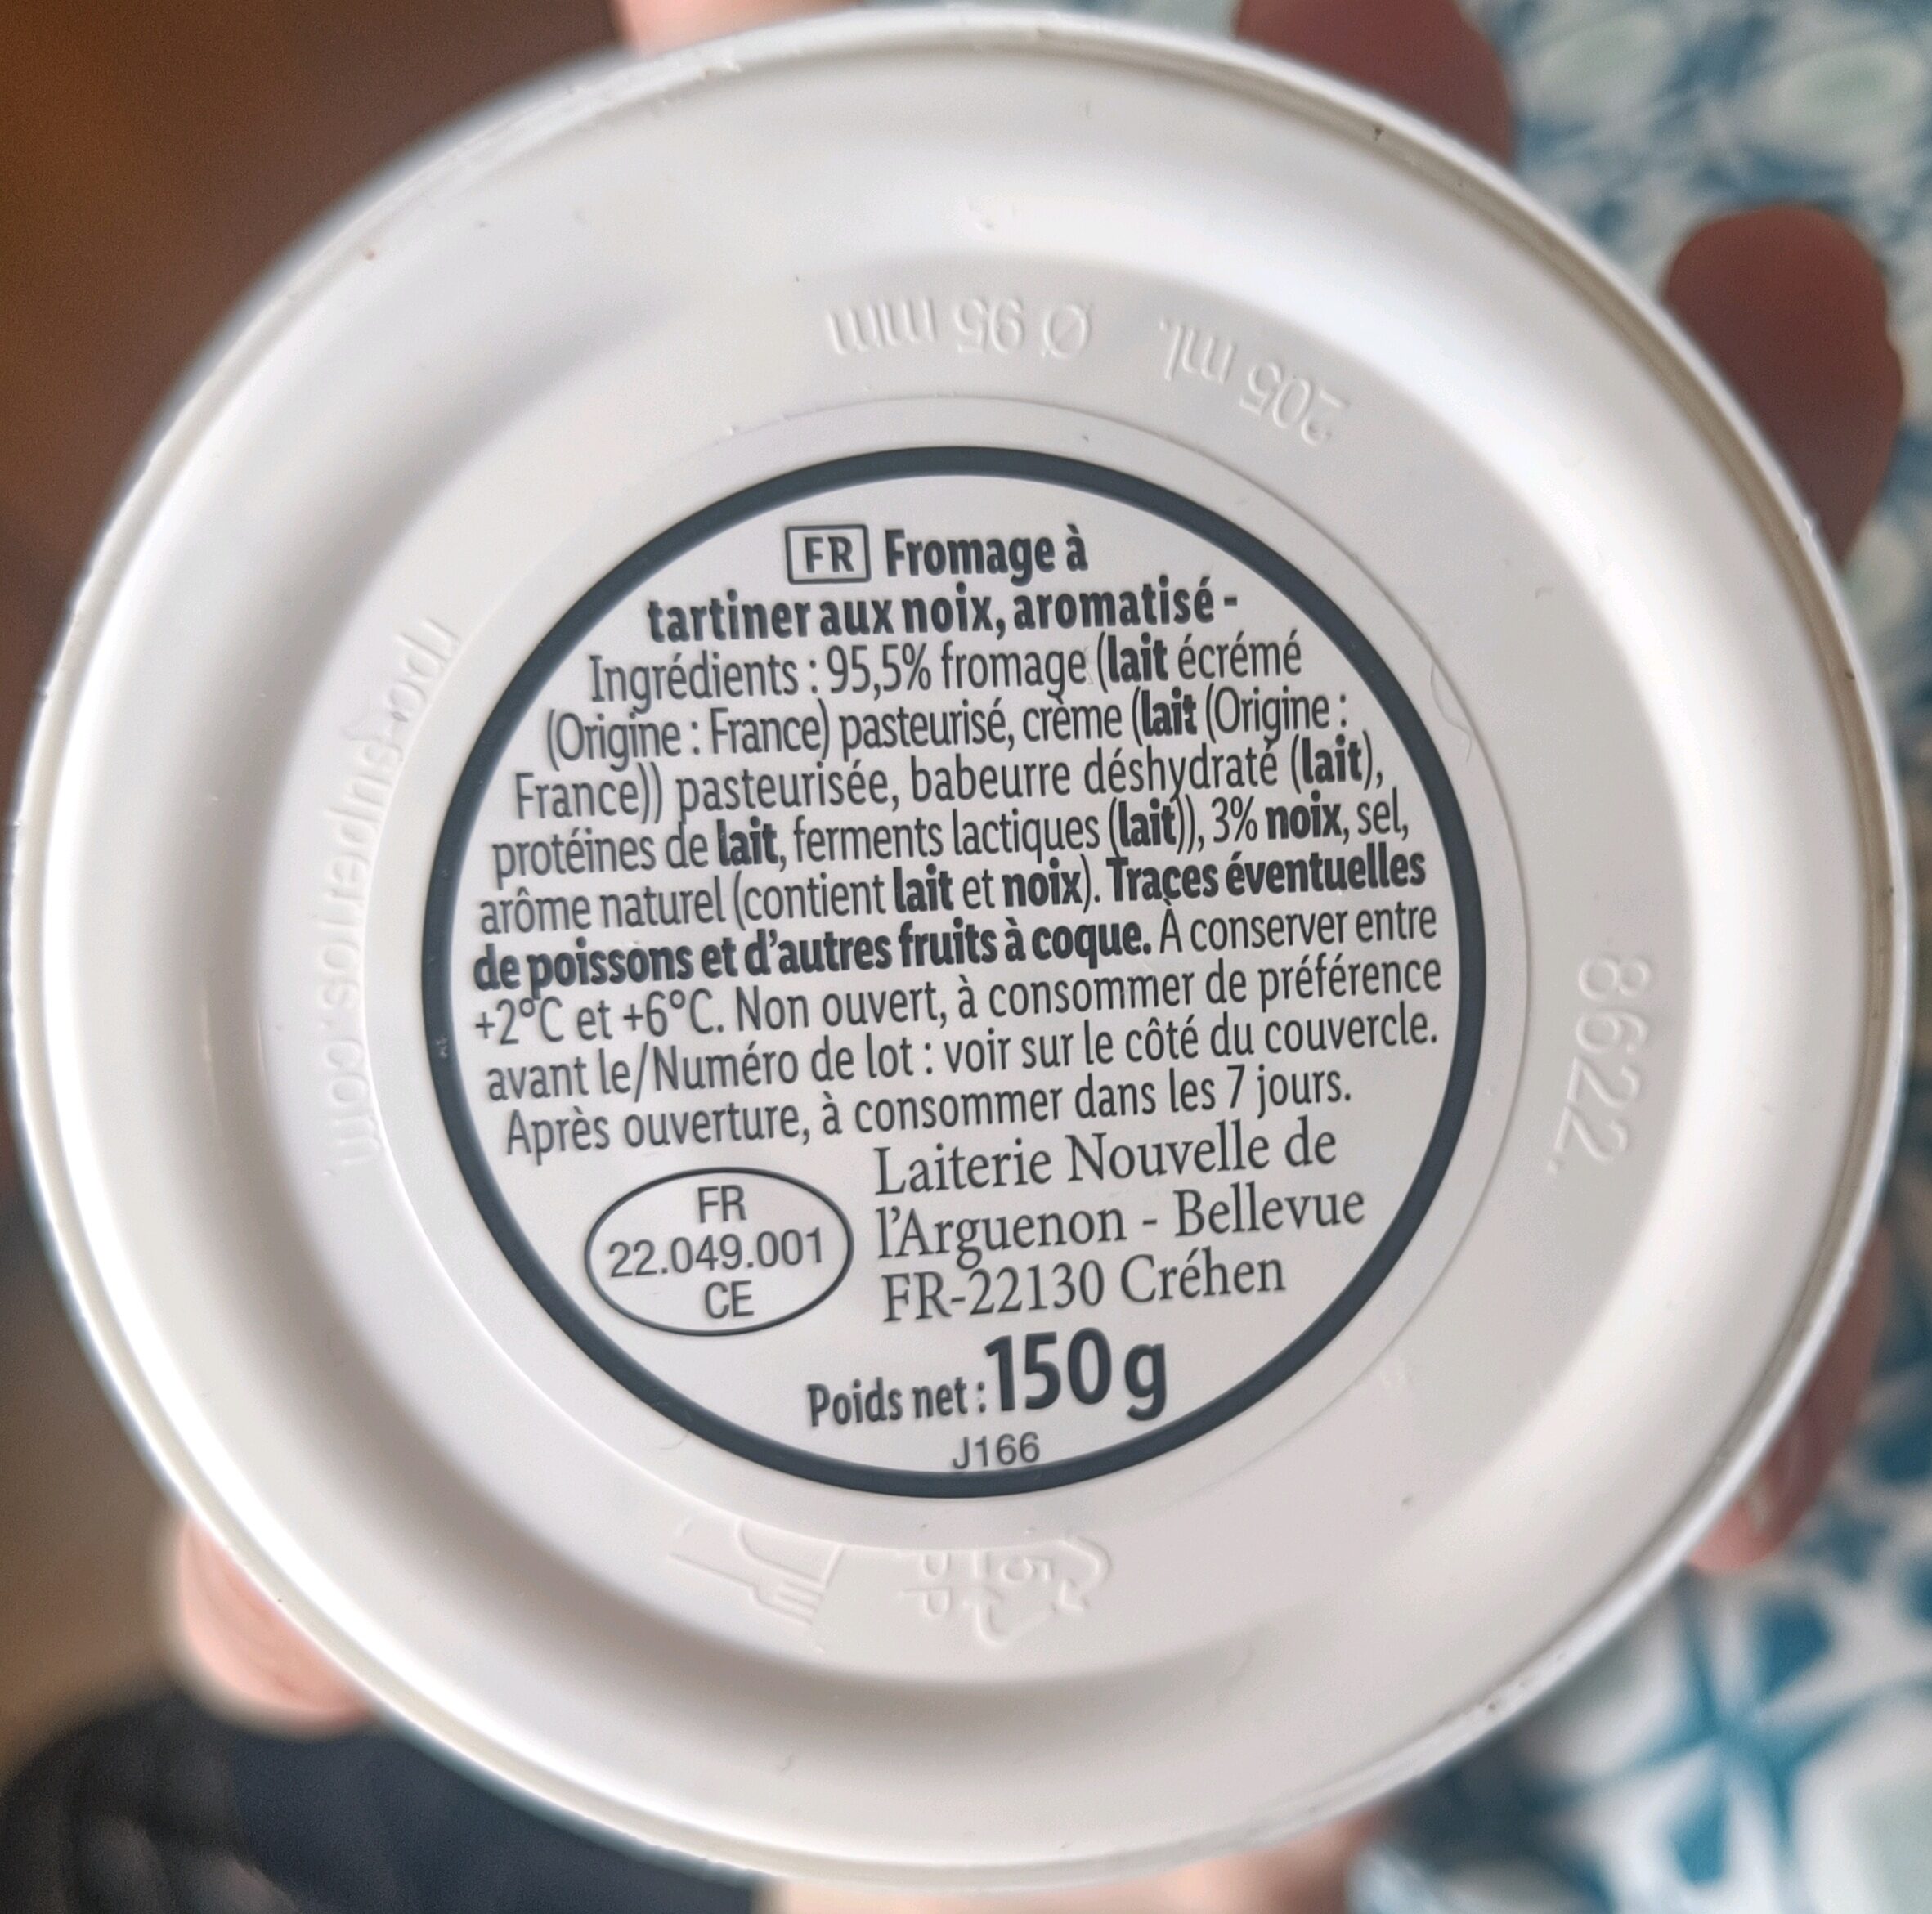 Ø 95 mm
205 ml.
FR Fromage à
tartiner aux noix, aromatisé -
Ingrédients : 95,5% fromage (lait écrémé
(Origine : France) pasteurisé, crème (lait (Origine :
France)) pasteurisée, babeurre déshydraté (lait),
protéines de lait, ferments lactiques (lait)), 3% noix, sel,
arôme naturel (contient lait et noix). Traces éventuelles
de poissons et d'autres fruits à coque. À conserver entre
+2°C et +6°C. Non ouvert, à consommer de préférence
avant le/Numéro de lot : voir sur le côté du couvercle.
Après ouverture, à consommer dans les 7 jours.
FR
22.049.001
CE
Laiterie Nouvelle de
l'Arguenon - Bellevue
FR-22130 Créhen
Poids net : 150 g
J166
rpc-superfos.com
8622.